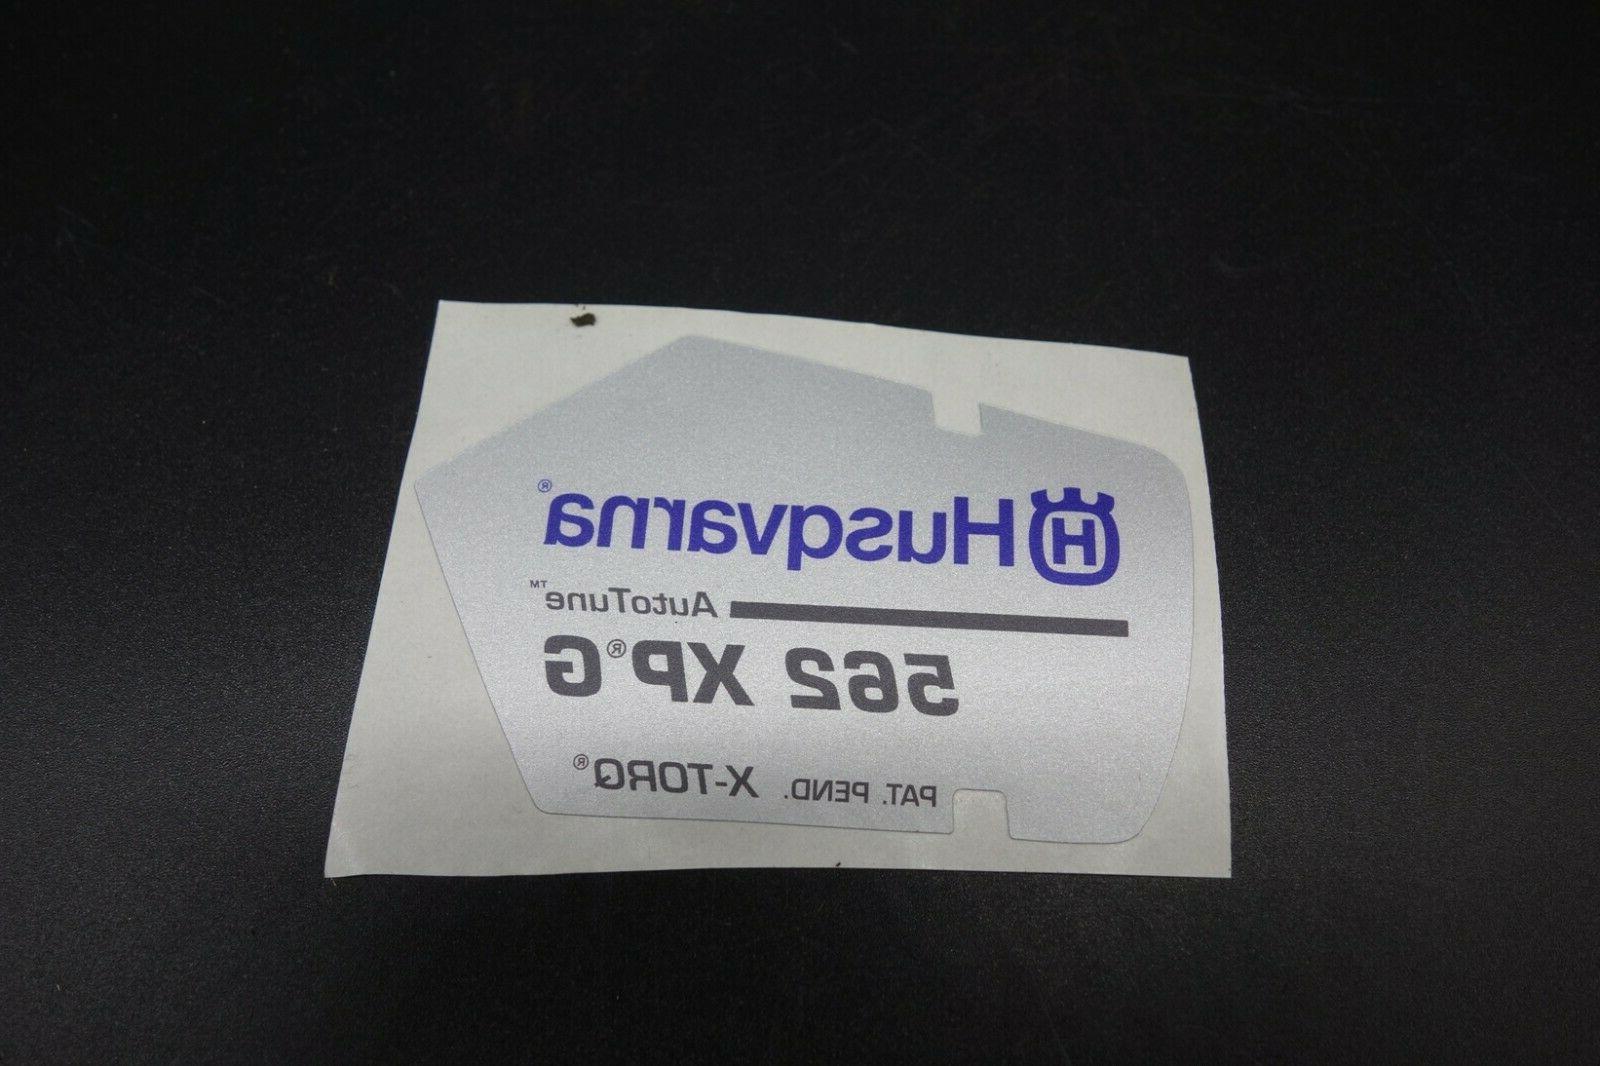 H Husqvarna®
AutoTune™
562 XP® G
PAT. PEND. X-TORQ®